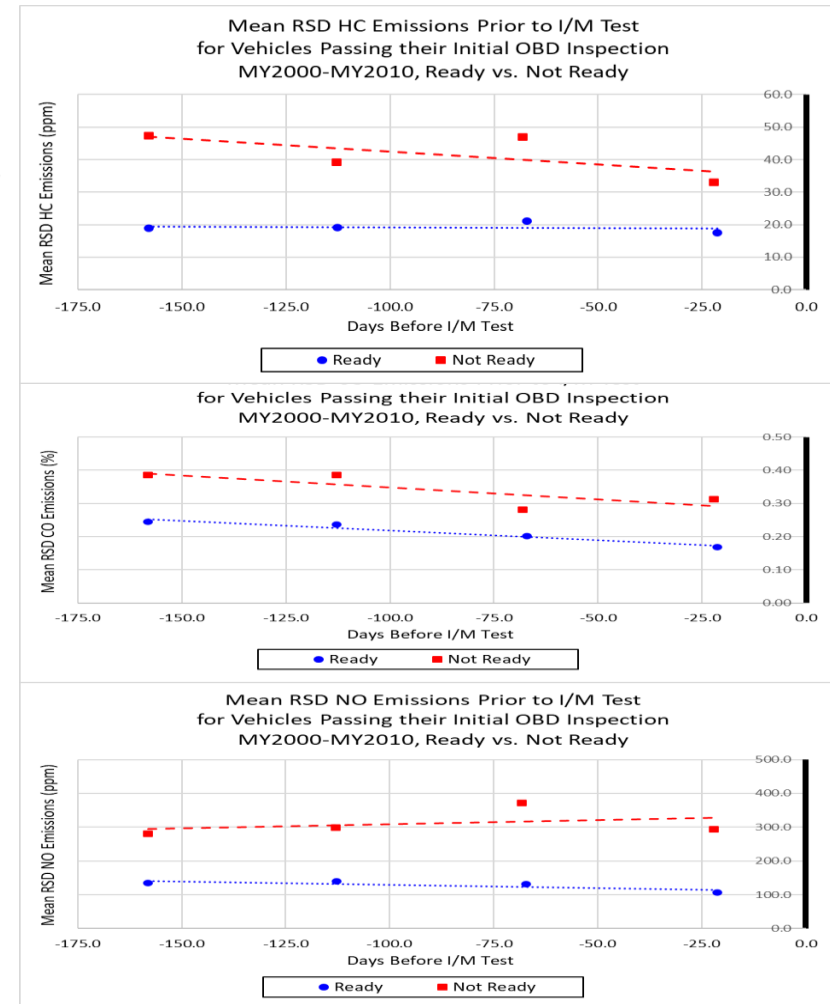 Mean RSD HC Emissions Prior to I/M Test
for Vehicles Passing their Initial OBD Inspection
MY2000-MY2010, Ready vs. Not Ready
Mean RSD HC Emissions (ppm)
60.0
50.0
40.0
30.0
20.0
10.0
0.0
-175.0 -150.0 -125.0 -100.0 -75.0 -50.0 -25.0 0.0
Days Before I/M Test
Ready Not Ready
for Vehicles Passing their Initial OBD Inspection
MY2000-MY2010, Ready vs. Not Ready
Mean RSD CO Emissions (%)
0.50
0.40
0.30
0.20
0.10
0.00
-175.0 -150.0 -125.0 -100.0 -75.0 -50.0 -25.0 0.0
Days Before I/M Test
Ready Not Ready
Mean RSD NO Emissions Prior to I/M Test
for Vehicles Passing their Initial OBD Inspection
MY2000-MY2010, Ready vs. Not Ready
Mean RSD NO Emissions (ppm)
500.0
400.0
300.0
200.0
100.0
0.0
-175.0 -150.0 -125.0 -100.0 -75.0 -50.0 -25.0 0.0
Days Before I/M Test
Ready Not Ready